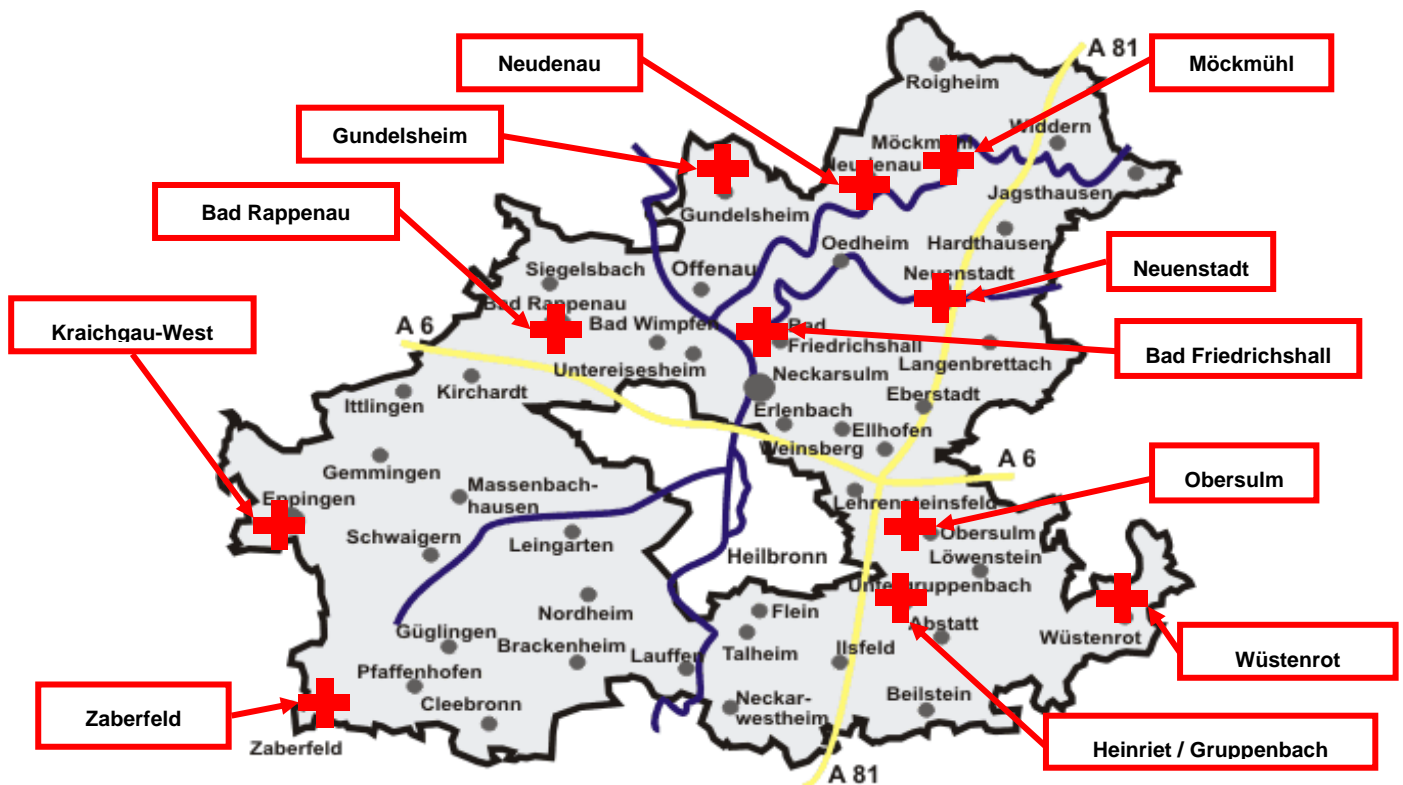 A 81
Neudenau
Möckmühl
Roigheim
Gundelsheim
Widdern
Möckmühl
Neudenau
Jagsthausen
Bad Rappenau
Gundelsheim
Oedheim
Hardthausen
Siegelsbach
Offenau
Neuenstadt
Neuenstadt
Kraichgau-West
Bad Rappenau
A 6
Bad Wimpfen
Bad
Friedrichshall
Bad Friedrichshall
Untereisesheim
Langenbrettach
Neckarsulm
Kirchardt
Ittlingen
Eberstadt
Erlenbach
Ellhofen
Weinsberg
Gemmingen
A 6
Obersulm
Massenbach-
hausen
Eppingen
Lehrensteinsfeld
Schwaigern
Leingarten
Obersulm
Heilbronn
Löwenstein
Untergruppenbach
Nordheim
Flein
Abstatt
Wüstenrot
Güglingen
Brackenheim
Talheim
Ilsfeld
Lauffen
Wüstenrot
Pfaffenhofen
Neckar-
westheim
Beilstein
Cleebronn
Zaberfeld
Zaberfeld
Heinriet / Gruppenbach
A 81